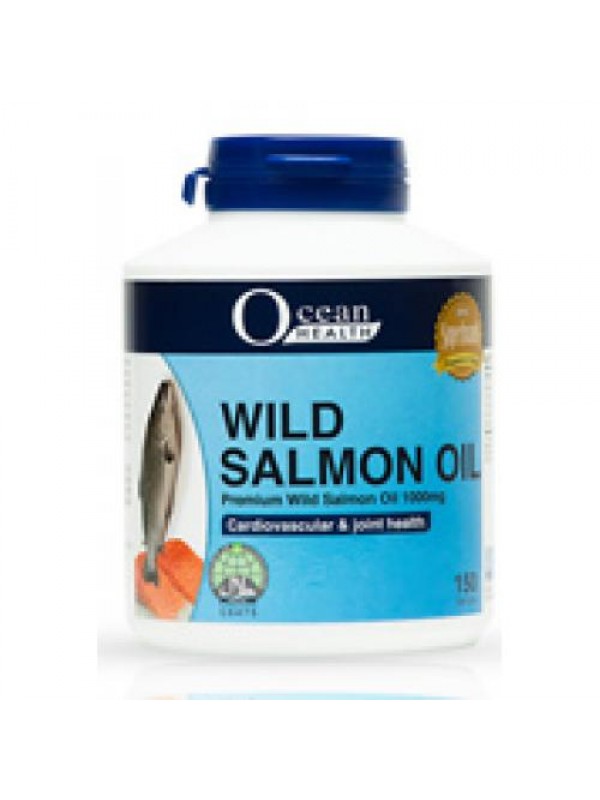 Ocean
HEALTH
WILD
SALMON OIL
Premium Wild Salmon Oil 1000mg
Cardiovascular & joint health
150